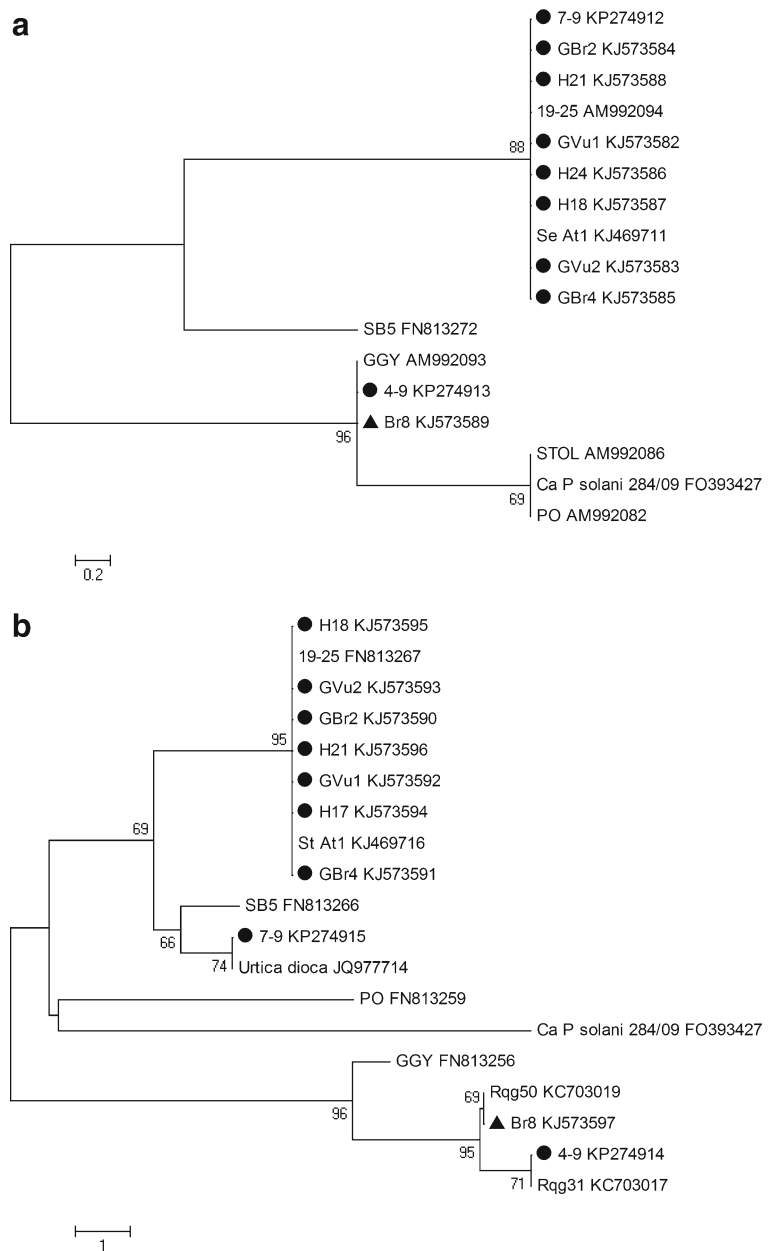 a
7-9 KP274912
GBr2 KJ573584
H21 KJ573588
19-25 AM992094
88
GVu1 KJ573582
H24 KJ573586
H18 KJ573587
Se At1 KJ469711
GVu2 KJ573583
GBr4 KJ573585
SB5 FN813272
GGY AM992093
4-9 KP274913
Br8 KJ573589
96
STOL AM992086
Ca P solani 284/09 FO393427
69
PO AM992082
0.2
b
H18 KJ573595
19-25 FN813267
GVu2 KJ573593
GBr2 KJ573590
95
H21 KJ573596
GVu1 KJ573592
H17 KJ573594
69
St At1 KJ469716
GBr4 KJ573591
SB5 FN813266
66
7-9 KP274915
74
Urtica dioca JQ977714
PO FN813259
Ca P solani 284/09 FO393427
GGY FN813256
Rqg50 KC703019
69
96
Br8 KJ573597
95
4-9 KP274914
71
Rqg31 KC703017
1